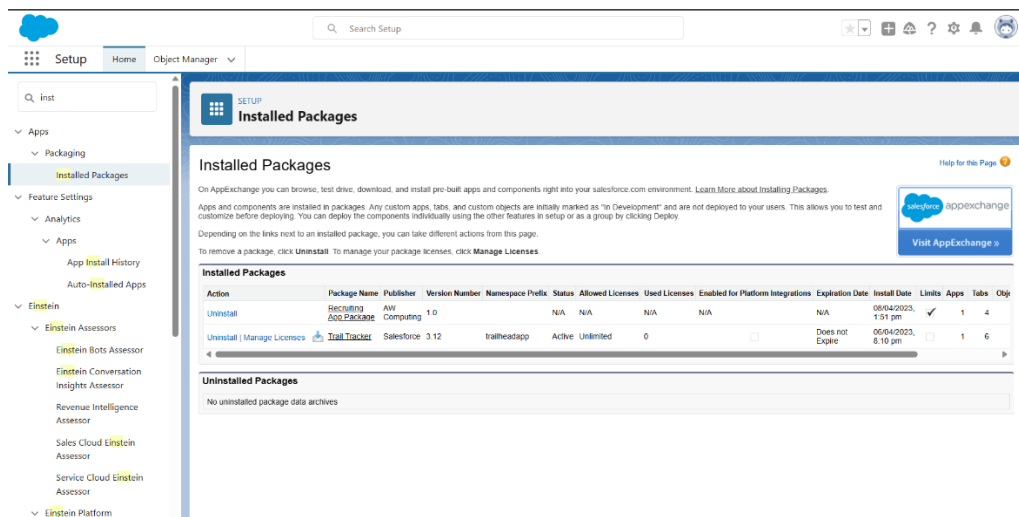 Search Setup
Setup
Home
Object Manager
inst
Apps
Packaging
Installed Packages
Feature Settings
Analytics
Apps
App Install History
Auto-Installed Apps
Einstein
Einstein Assessors
Einstein Bots Assessor
Einstein Conversation
Insights Assessor
Revenue Intelligence
Assessor
Sales Cloud Einstein
Assessor
Service Cloud Einstein
Assessor
Einstein Platform
SETUP
Installed Packages
Installed Packages
Help for this Page
On AppExchange you can browse, test drive, download, and install pre-built apps and components right into your salesforce.com environment. Learn More about Installing Packages.
Apps and components are installed in packages. Any custom apps, tabs, and custom objects are initially marked as "In Development" and are not deployed to your users. This allows you to test and
customize before deploying. You can deploy the components individually using the other features in setup or as a group by clicking Deploy.
Depending on the links next to an installed package, you can take different actions from this page.
To remove a package, click Uninstall. To manage your package licenses, click Manage Licenses.
salesforce appexchange
Visit AppExchange »
Installed Packages
Action Package Name Publisher Version Number Namespace Prefix Status Allowed Licenses Used Licenses Enabled for Platform Integrations Expiration Date Install Date Limits Apps Tabs Obje
Uninstall Recruiting App Package AW Computing 1.0 N/A N/A N/A N/A N/A 08/04/2023, 1:51 pm 1 4
Uninstall | Manage Licenses Trail Tracker Salesforce 3.12 trailheadapp Active Unlimited 0 Does not Expire 06/04/2023, 8:10 pm 1 6
Uninstalled Packages
No uninstalled package data archives